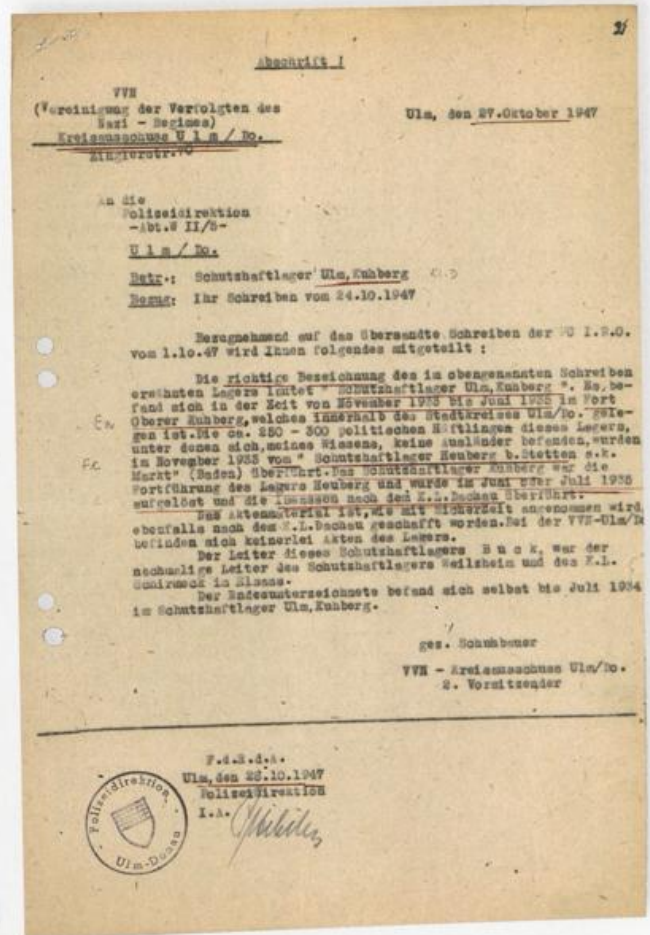 21
Abschrift !
VVN
(Vereinigung der Verfolgten des
Nazi - Regimes)
Kreisausschuss U l m / Do.
Zinglerstr.70
Ulm, den 27.Oktober 1947
An die
Polizeidirektion
-Abt.W II/5-
U l m / Do.
Betr.: Schutzhaftlager Ulm,Kuhberg
Bezug: Ihr Schreiben vom 24.10.1947
Bezugnehmend auf das übersandte Schreiben der I.R.O.
vom 1.10.47 wird Ihnen folgendes mitgeteilt :
Die richtige Bezeichnung des im obengenannten Schreiben
erwähnten Lagers lautet " Schutzhaftlager Ulm,Kuhberg ". Es be-
fand sich in der Zeit von November 1933 bis Juni 1935 im Fort
Oberer Kuhberg,welches innerhalb des Stadtkreises Ulm/Do. gele-
gen ist.Die ca. 250 - 300 politischen Häftlingen dieses Lagers,
unter denen sich,meines Wissens, keine Ausländer befanden,wurden
im November 1933 vom " Schutzhaftlager Heuberg b.Stetten a.k.
Markt" (Baden) überführt.Das Schutzhaftlager Kuhberg war die
Fortführung des Lagers Heuberg und wurde im Juni oder Juli 1935
aufgelöst und die Insassen nach dem K.L.Dachau überführt.
Das Aktenmaterial ist,wie mit Sicherheit angenommen wird,
ebenfalls nach dem K.L.Dachau geschafft worden.Bei der VVN-Ulm/Do
befinden sich keinerlei Akten des Lagers.
Der Leiter dieses Schutzhaftlagers B u c k, war der
nachmalige Leiter des Schutzhaftlagers Welzheim und des K.L.
Schirmeck im Elsass.
Der Endesunterzeichnete befand sich selbst bis Juli 1934
im Schutzhaftlager Ulm,Kuhberg.
gez. Schuhbauer
VVN - Kreisausschuss Ulm/Do.
2. Vorsitzender
F.d.R.d.A.
Ulm,den 28.10.1947
Polizeidirektion
I.A.
Polizeidirektion
Ulm-Donau